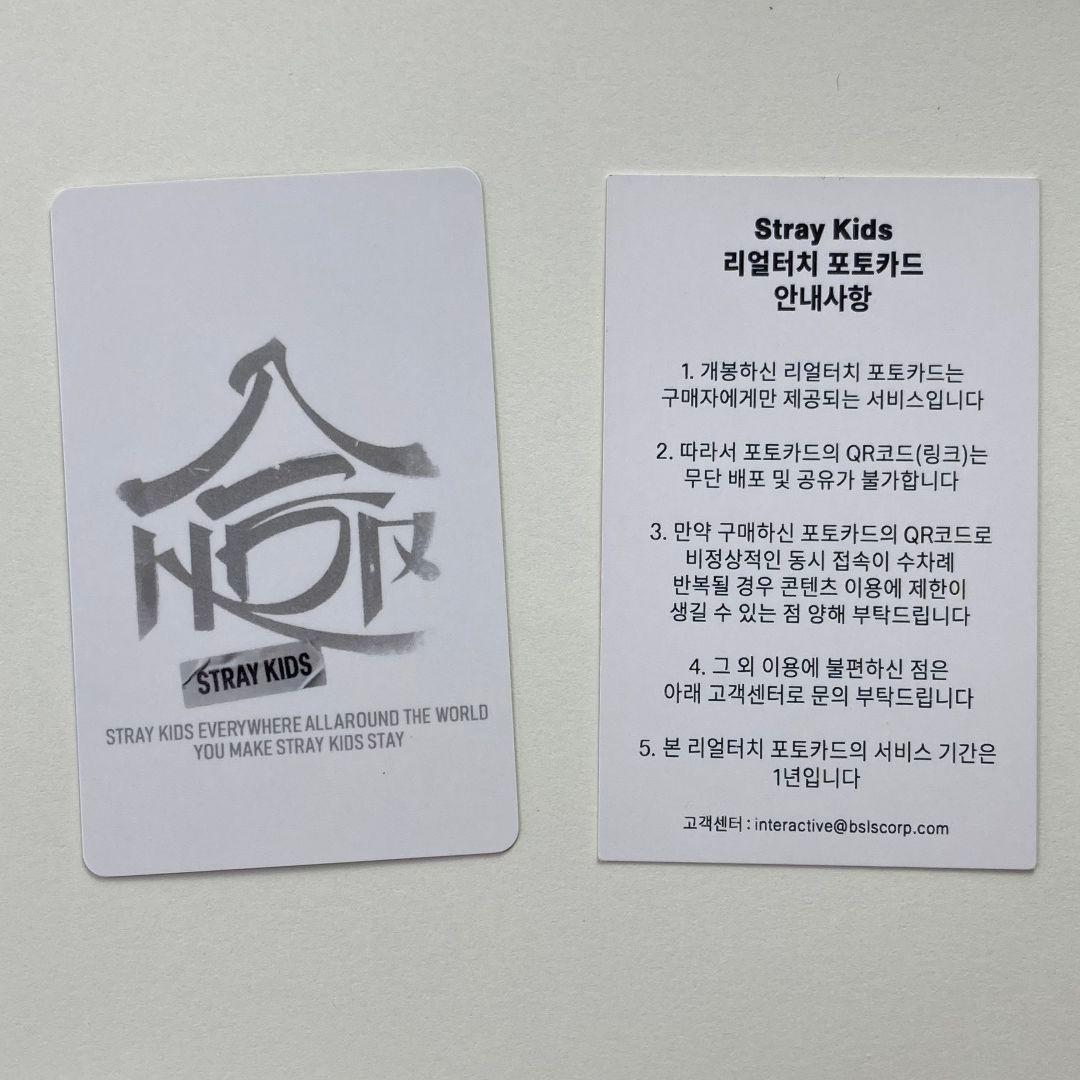 STRAY KIDS
STRAY KIDS EVERYWHERE ALL AROUND THE WORLD
YOU MAKE STRAY KIDS STAY
Stray Kids
리얼터치 포토카드
안내사항
1. 개봉하신 리얼터치 포토카드는
구매자에게만 제공되는 서비스입니다
2. 따라서 포토카드의 QR코드(링크)는
무단 배포 및 공유가 불가합니다
3. 만약 구매하신 포토카드의 QR코드로
비정상적인 동시 접속이 수차례
반복될 경우 콘텐츠 이용에 제한이
생길 수 있는 점 양해 부탁드립니다
4. 그 외 이용에 불편하신 점은
아래 고객센터로 문의 부탁드립니다
5. 본 리얼터치 포토카드의 서비스 기간은
1년입니다
고객센터 : interactive@bslscorp.com